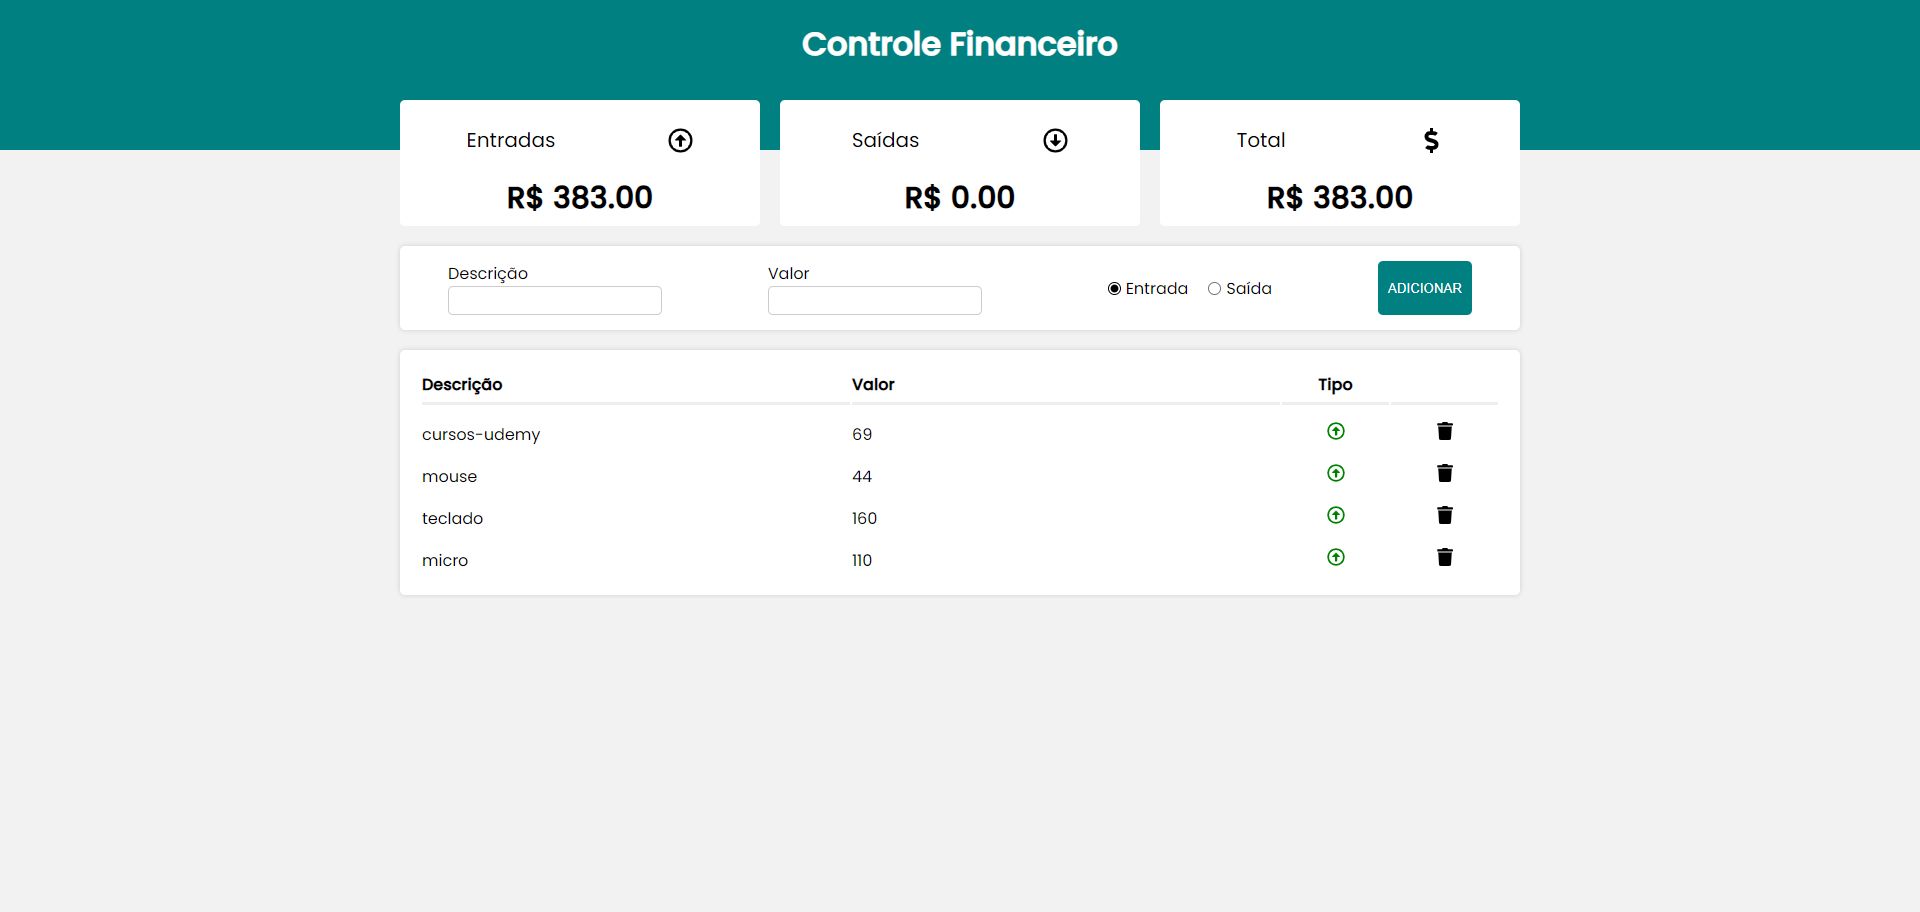 Controle Financeiro
Entradas
R$ 383.00
Saídas
R$ 0.00
Total
$
R$ 383.00
Descrição
Valor
Entrada Saída
ADICIONAR
Descrição Valor Tipo
cursos-udemy 69
mouse 44
teclado 160
micro 110